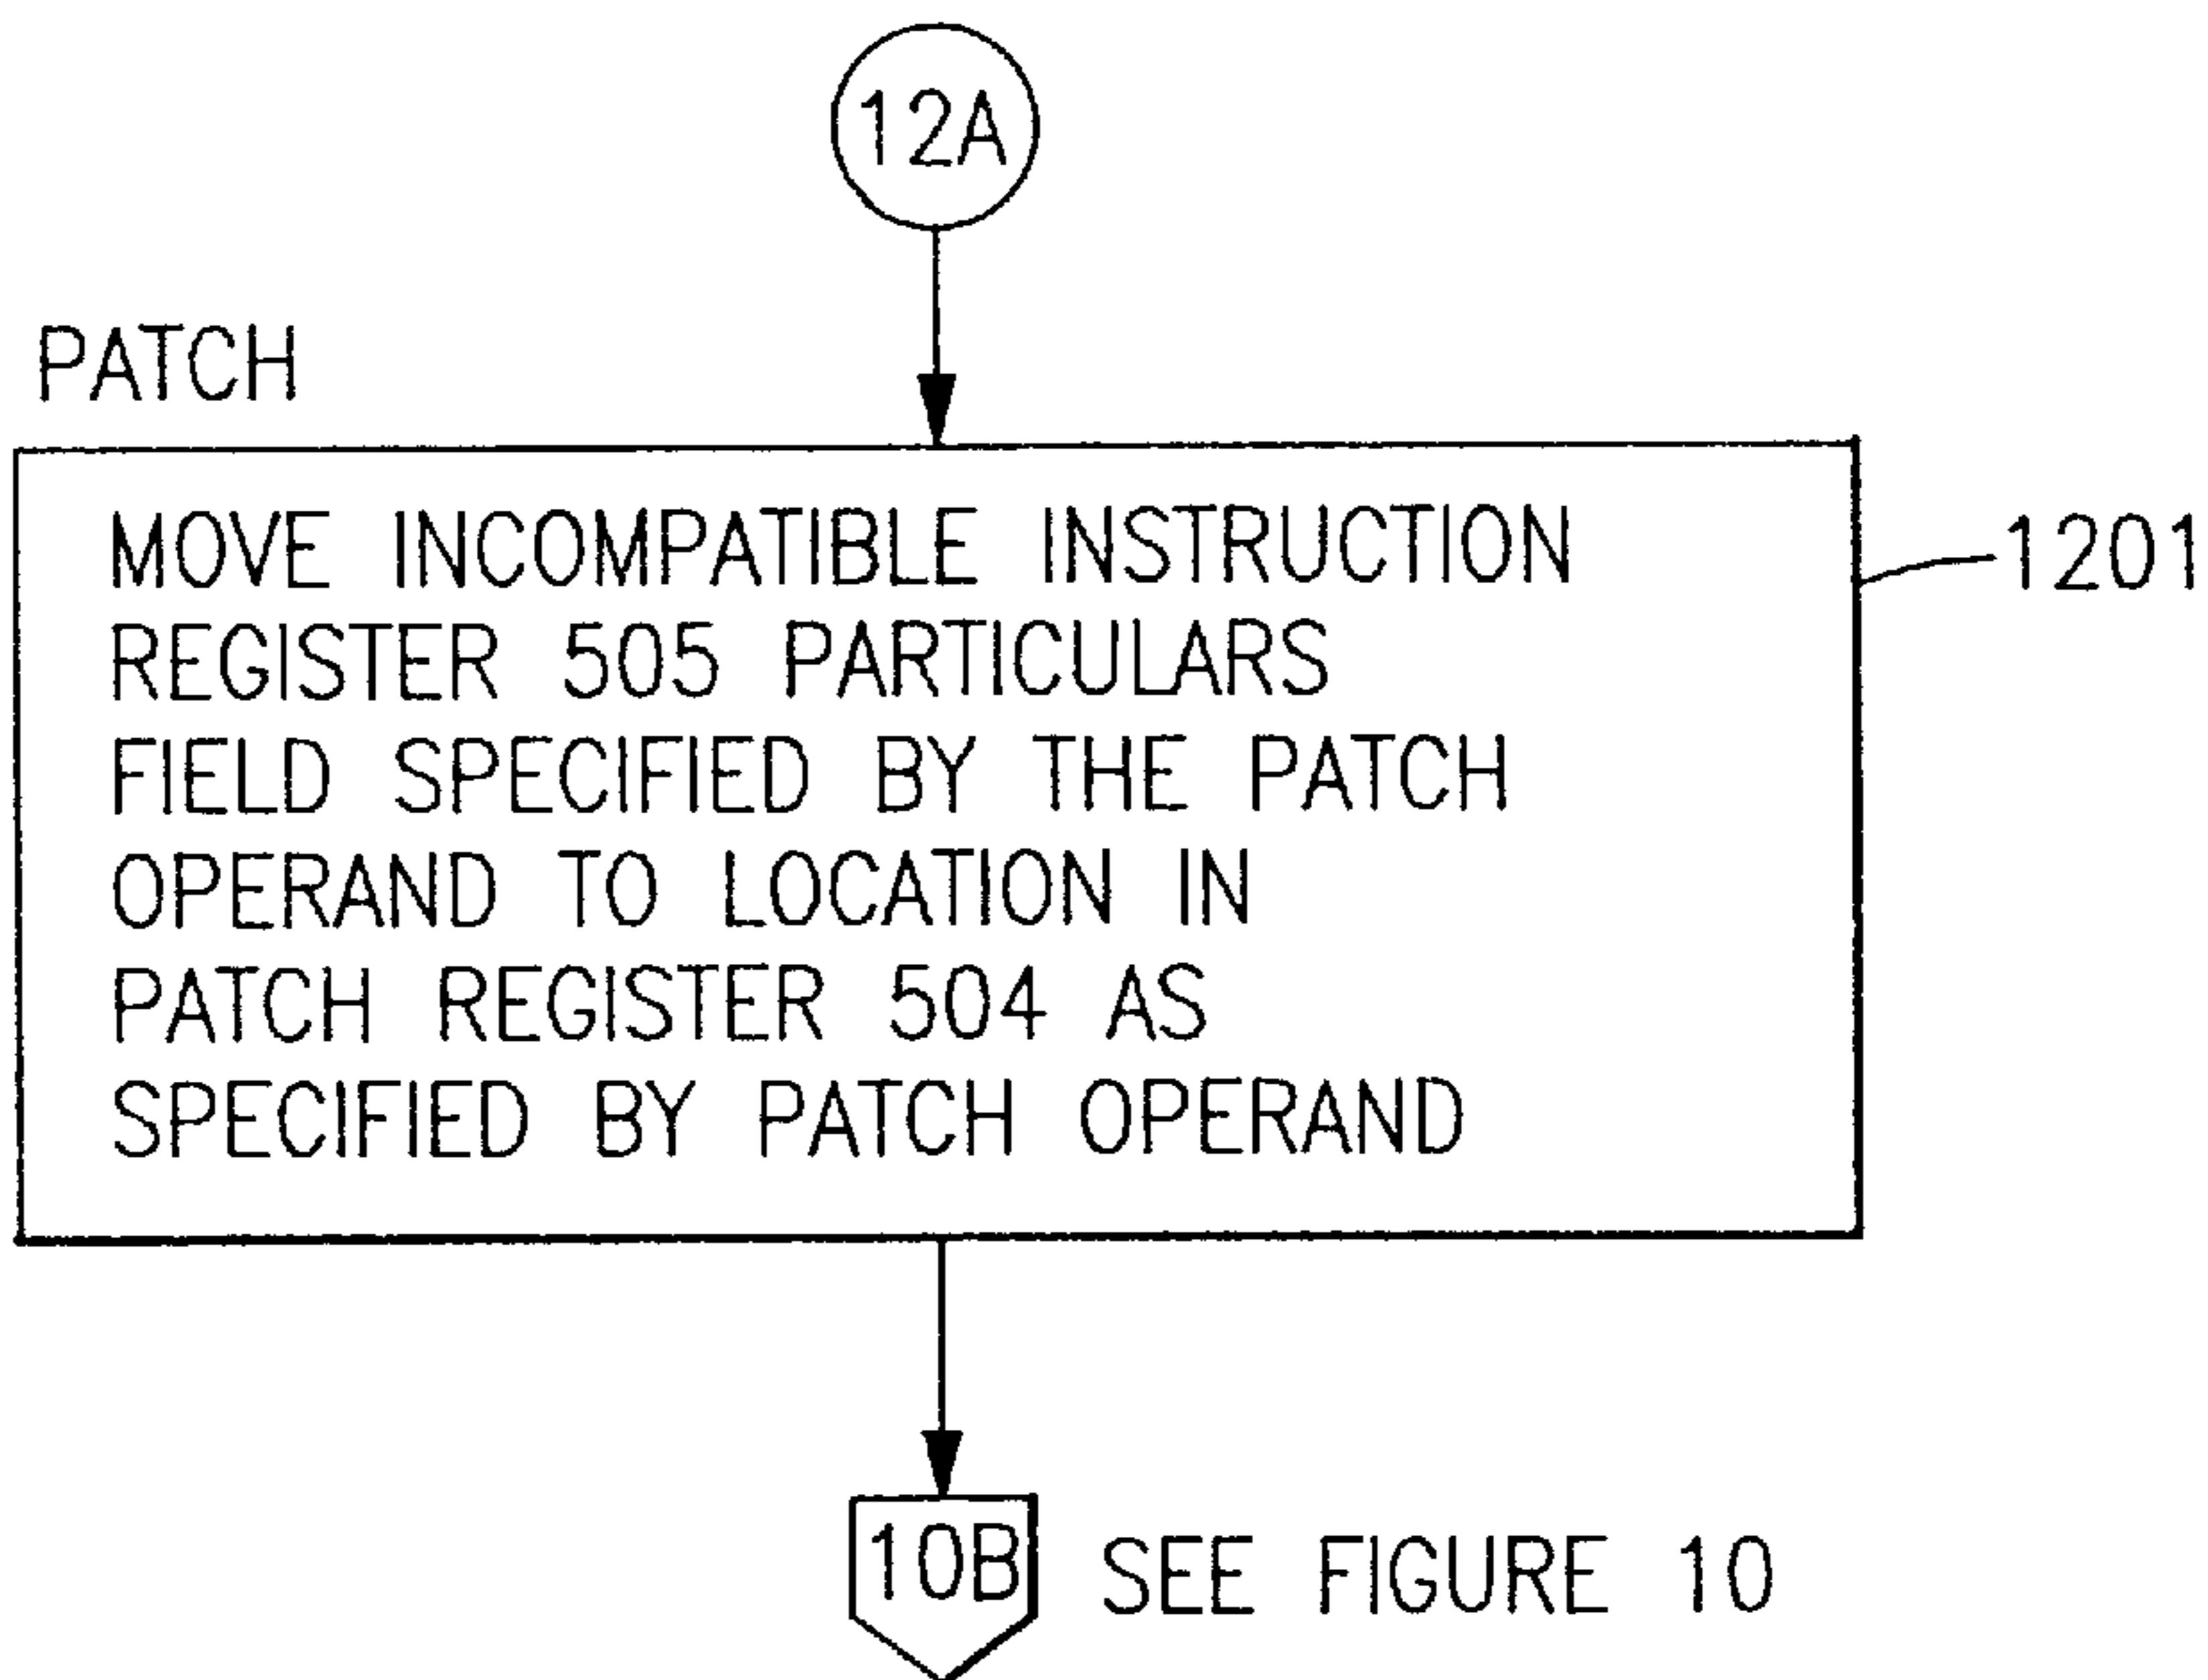 12A
PATCH
MOVE INCOMPATIBLE INSTRUCTION
REGISTER 505 PARTICULARS
FIELD SPECIFIED BY THE PATCH
OPERAND TO LOCATION IN
PATCH REGISTER 504 AS
SPECIFIED BY PATCH OPERAND
1201
10B SEE FIGURE 10